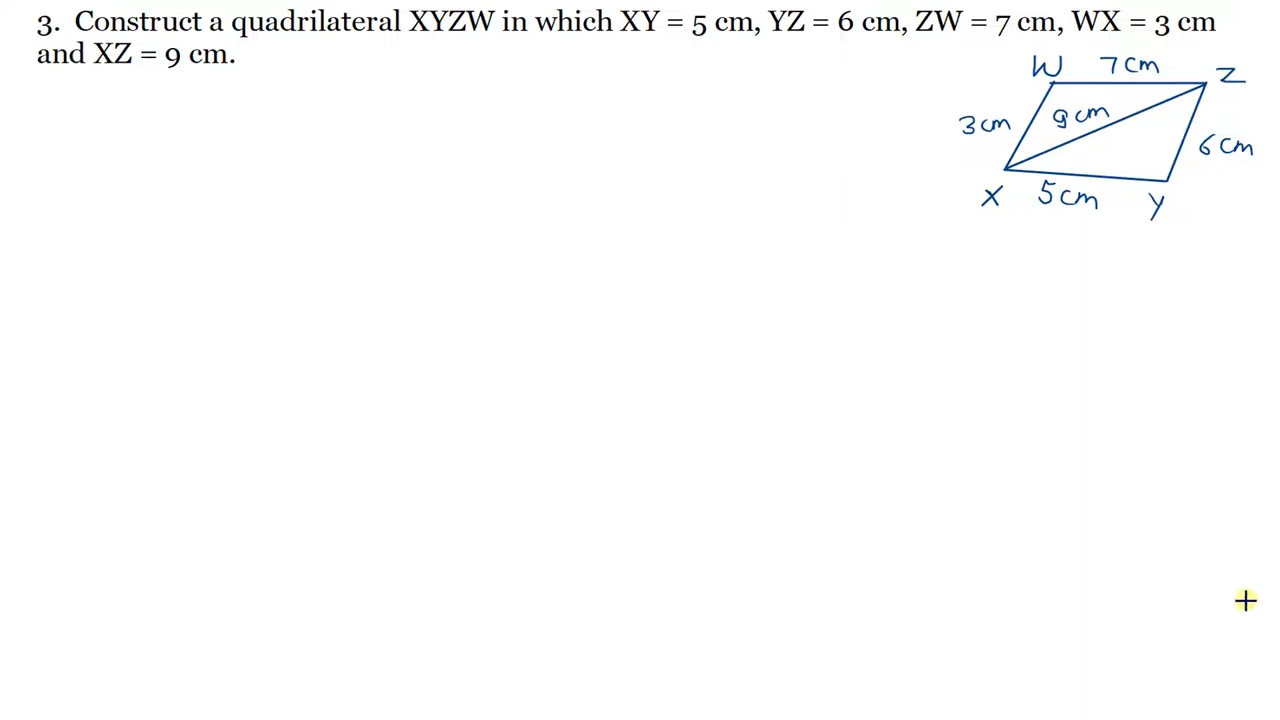 3. Construct a quadrilateral XYZW in which XY = 5 cm, YZ = 6 cm, ZW = 7 cm, WX = 3 cm
and XZ = 9 cm.
W 7cm Z
3cm 9cm 6cm
X 5cm Y